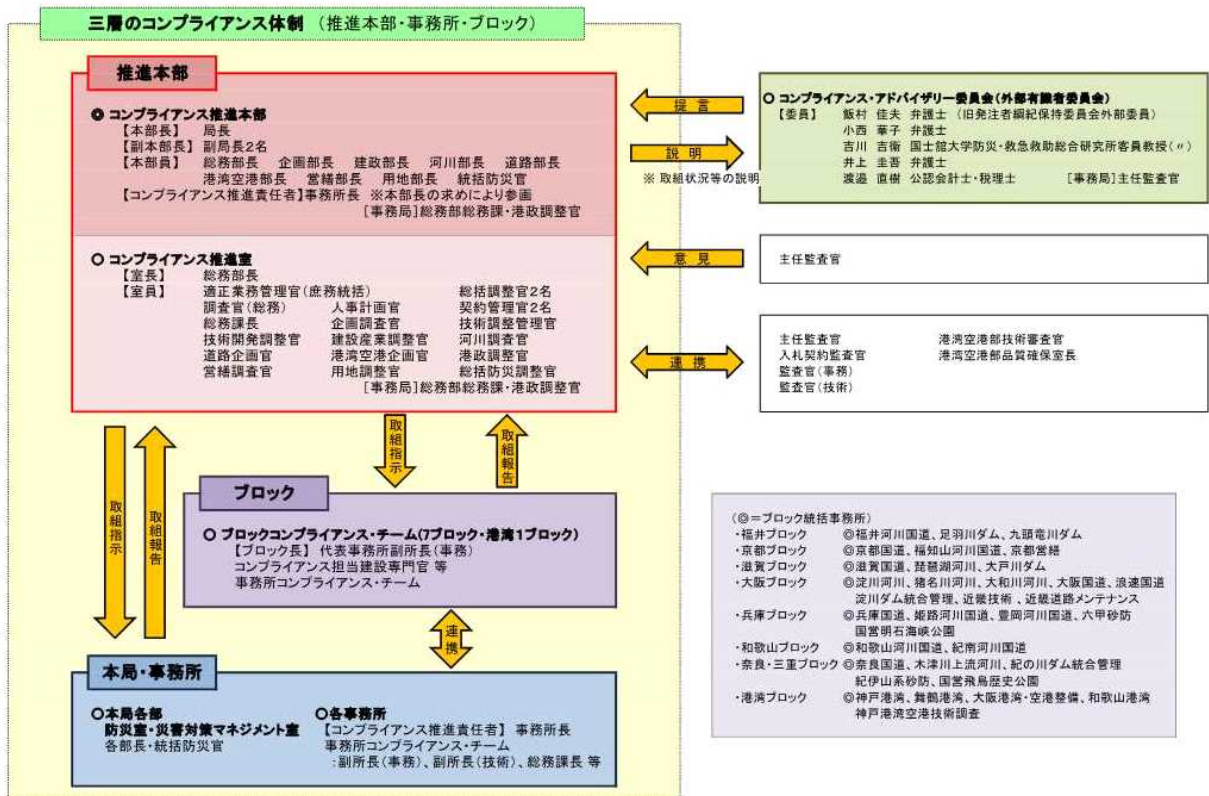 三層のコンプライアンス体制 （推進本部・事務所・ブロック）
推進本部
◎ コンプライアンス推進本部
【本部長】 局長
【副本部長】 副局長2名
【本部員】 総務部長 企画部長 建政部長 河川部長 道路部長
港湾空港部長 営繕部長 用地部長 統括防災官
【コンプライアンス推進責任者】事務所長 ※本部長の求めにより参画
[事務局]総務部総務課・港政調整官
○ コンプライアンス推進室
【室長】 総務部長
【室員】 適正業務管理官(庶務統括) 総括調整官2名
調査官(総務) 人事計画官 契約管理官2名
総務課長 企画調査官 技術調整管理官
技術開発調整官 建設産業調整官 河川調査官
道路企画官 港湾空港企画官 港政調整官
営繕調査官 用地調整官 総括防災調整官
[事務局]総務部総務課・港政調整官
提言
説明
※ 取組状況等の説明
○ コンプライアンス・アドバイザリー委員会(外部有識者委員会)
【委員】 飯村 佳夫 弁護士 （旧発注者綱紀保持委員会外部委員）
小西 華子 弁護士
吉川 吉衞 国士舘大学防災・救急救助総合研究所客員教授(〃)
井上 圭吾 弁護士
渡邉 直樹 公認会計士・税理士 [事務局]主任監査官
意見
主任監査官
連携
主任監査官 港湾空港部技術審査官
入札契約監査官 港湾空港部品質確保室長
監査官(事務)
監査官(技術)
取組指示
取組報告
取組指示
取組報告
ブロック
○ ブロックコンプライアンス・チーム(7ブロック・港湾1ブロック)
【ブロック長】 代表事務所副所長(事務)
コンプライアンス担当建設専門官 等
事務所コンプライアンス・チーム
連携
本局・事務所
○本局各部
防災室・災害対策マネジメント室
各部長・統括防災官
○各事務所
【コンプライアンス推進責任者】 事務所長
事務所コンプライアンス・チーム
：副所長(事務)、副所長(技術)、総務課長 等
(◎=ブロック統括事務所)
・福井ブロック ◎福井河川国道、足羽川ダム、九頭竜川ダム
・京都ブロック ◎京都国道、福知山河川国道、京都営繕
・滋賀ブロック ◎滋賀国道、琵琶湖河川、大戸川ダム
・大阪ブロック ◎淀川河川、猪名川河川、大和川河川、大阪国道、浪速国道
淀川ダム統合管理、近畿技術 、近畿道路メンテナンス
・兵庫ブロック ◎兵庫国道、姫路河川国道、豊岡河川国道、六甲砂防
国営明石海峡公園
・和歌山ブロック ◎和歌山河川国道、紀南河川国道
・奈良・三重ブロック ◎奈良国道、木津川上流河川、紀の川ダム統合管理
紀伊山系砂防、国営飛鳥歴史公園
・港湾ブロック ◎神戸港湾、舞鶴港湾、大阪港湾・空港整備、和歌山港湾
神戸港湾空港技術調査